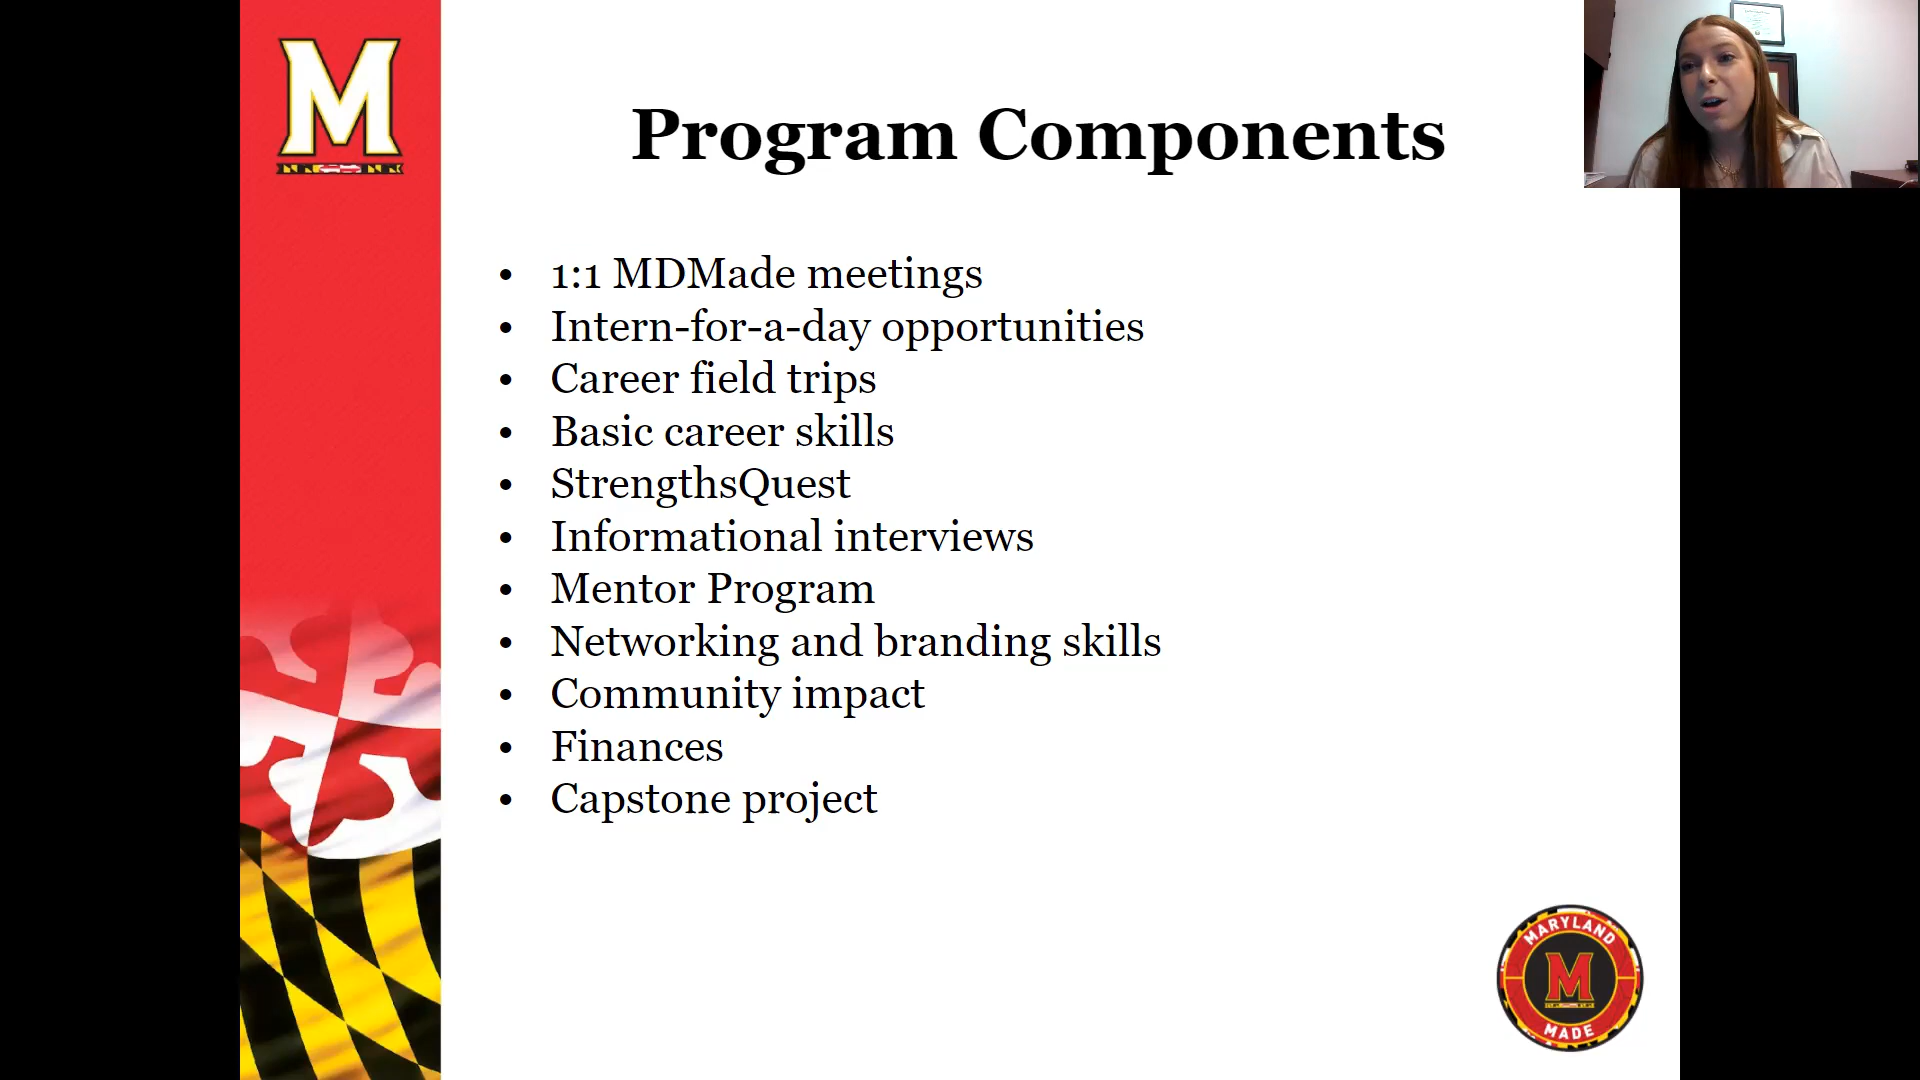 M
Program Components
• 1:1 MDMade meetings
• Intern-for-a-day opportunities
• Career field trips
• Basic career skills
• StrengthsQuest
• Informational interviews
• Mentor Program
• Networking and branding skills
• Community impact
• Finances
• Capstone project
MARYLAND
M
MADE